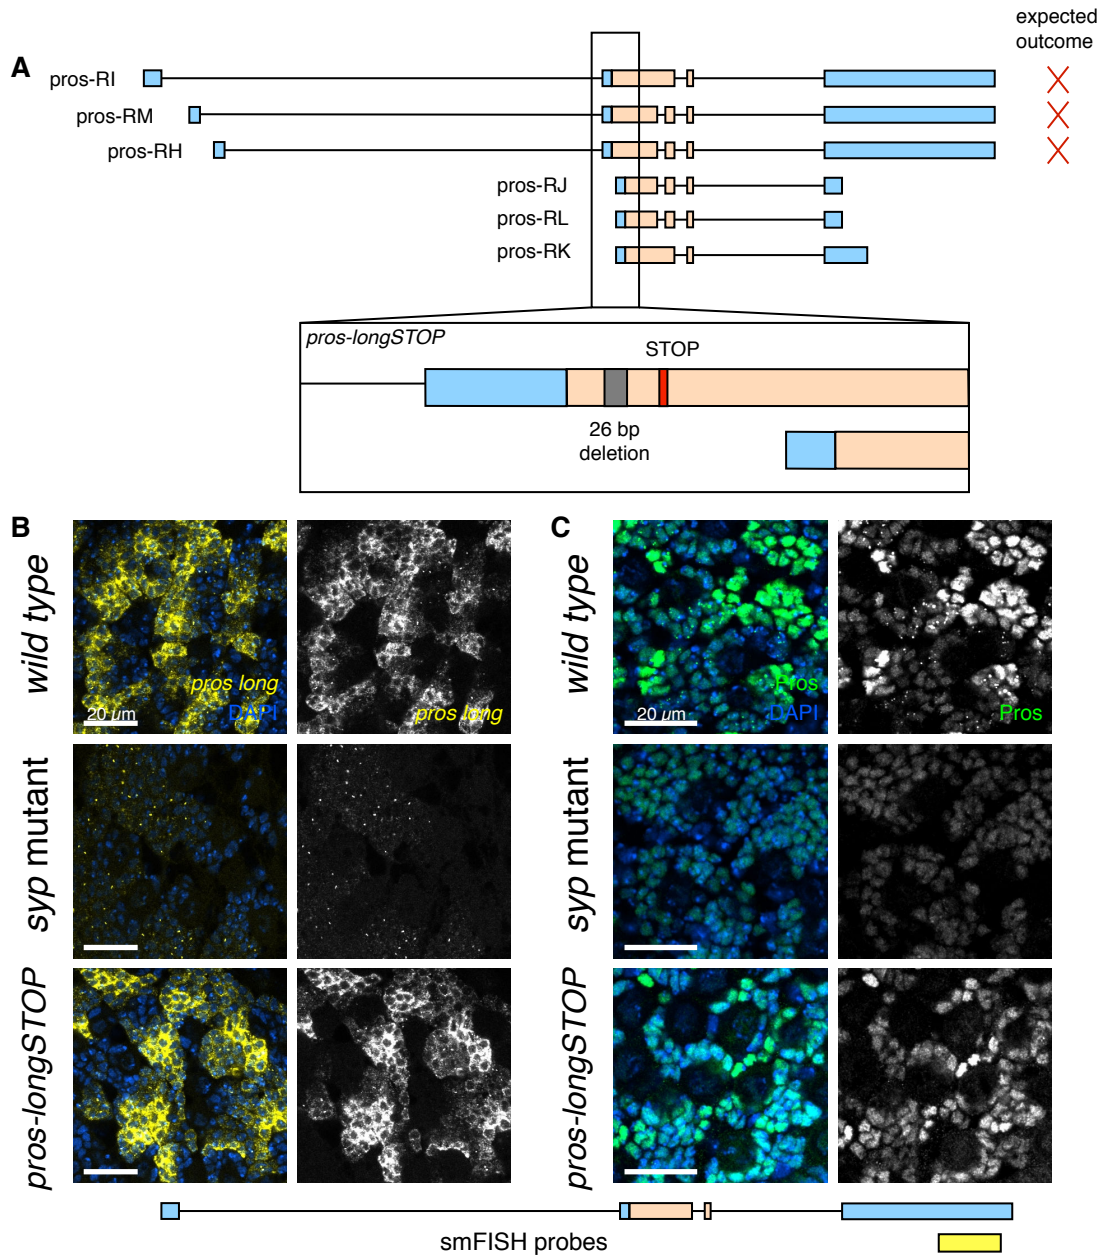 expected
outcome
A
pros-RI
pros-RM
pros-RH
pros-RJ
pros-RL
pros-RK
pros-longSTOP
STOP
26 bp
deletion
B
C
wild type
pros long
DAPI
20 µm
pros long
wild type
Pros
DAPI
20 µm
Pros
syp mutant
syp mutant
pros-longSTOP
pros-longSTOP
smFISH probes